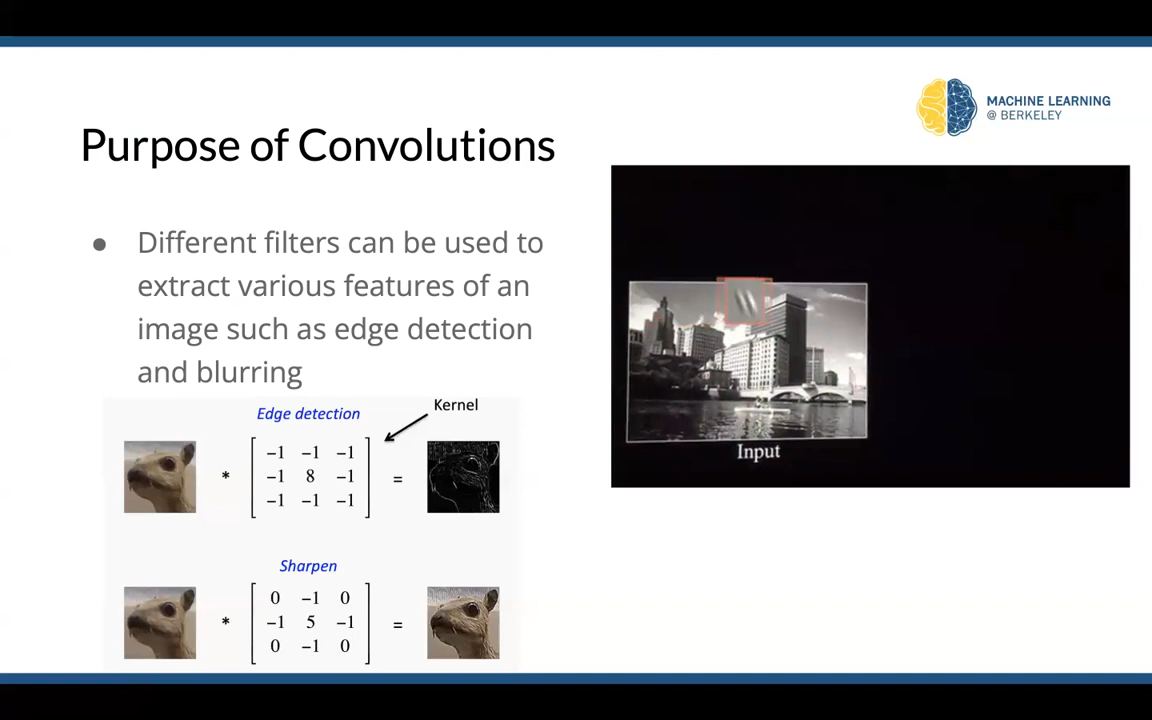 MACHINE LEARNING
@ BERKELEY
Purpose of Convolutions
● Different filters can be used to
extract various features of an
image such as edge detection
and blurring
Edge detection
Kernel
−1 −1 −1
* −1 8 −1 =
−1 −1 −1
Sharpen
0 −1 0
* −1 5 −1 =
0 −1 0
Input